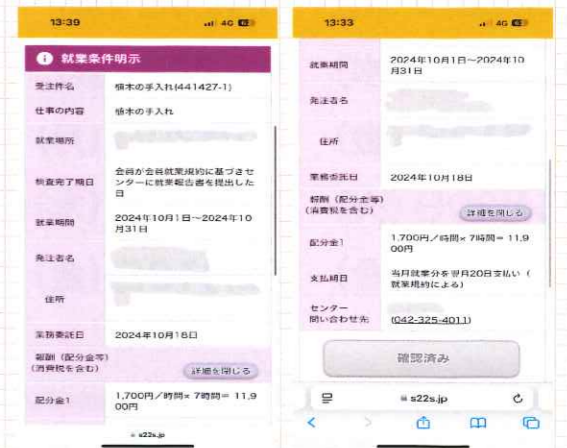 13:39
4G
就業条件明示
受注件名
植木の手入れ(441427-1)
仕事の内容
植木の手入れ
就業場所
検査完了期日
会員が会員就業規約に基づきセ
ンターに就業報告書を提出した
日
就業期間
2024年10月1日~2024年10
月31日
発注者名
住所
業務委託日
2024年10月18日
報酬(配分金等)
(消費税を含む)
詳細を閉じる
配分金1
1,700円/時間× 7時間= 11,9
00円
s22s.jp
13:33
4G
就業期間
2024年10月1日~2024年10
月31日
発注者名
住所
業務委託日
2024年10月18日
報酬(配分金等)
(消費税を含む)
詳細を閉じる
配分金1
1,700円/時間× 7時間= 11,9
00円
支払期日
当月就業分を翌月20日支払い(
就業規約による)
センター
問い合わせ先
(042-325-4011)
確認済み
s22s.jp